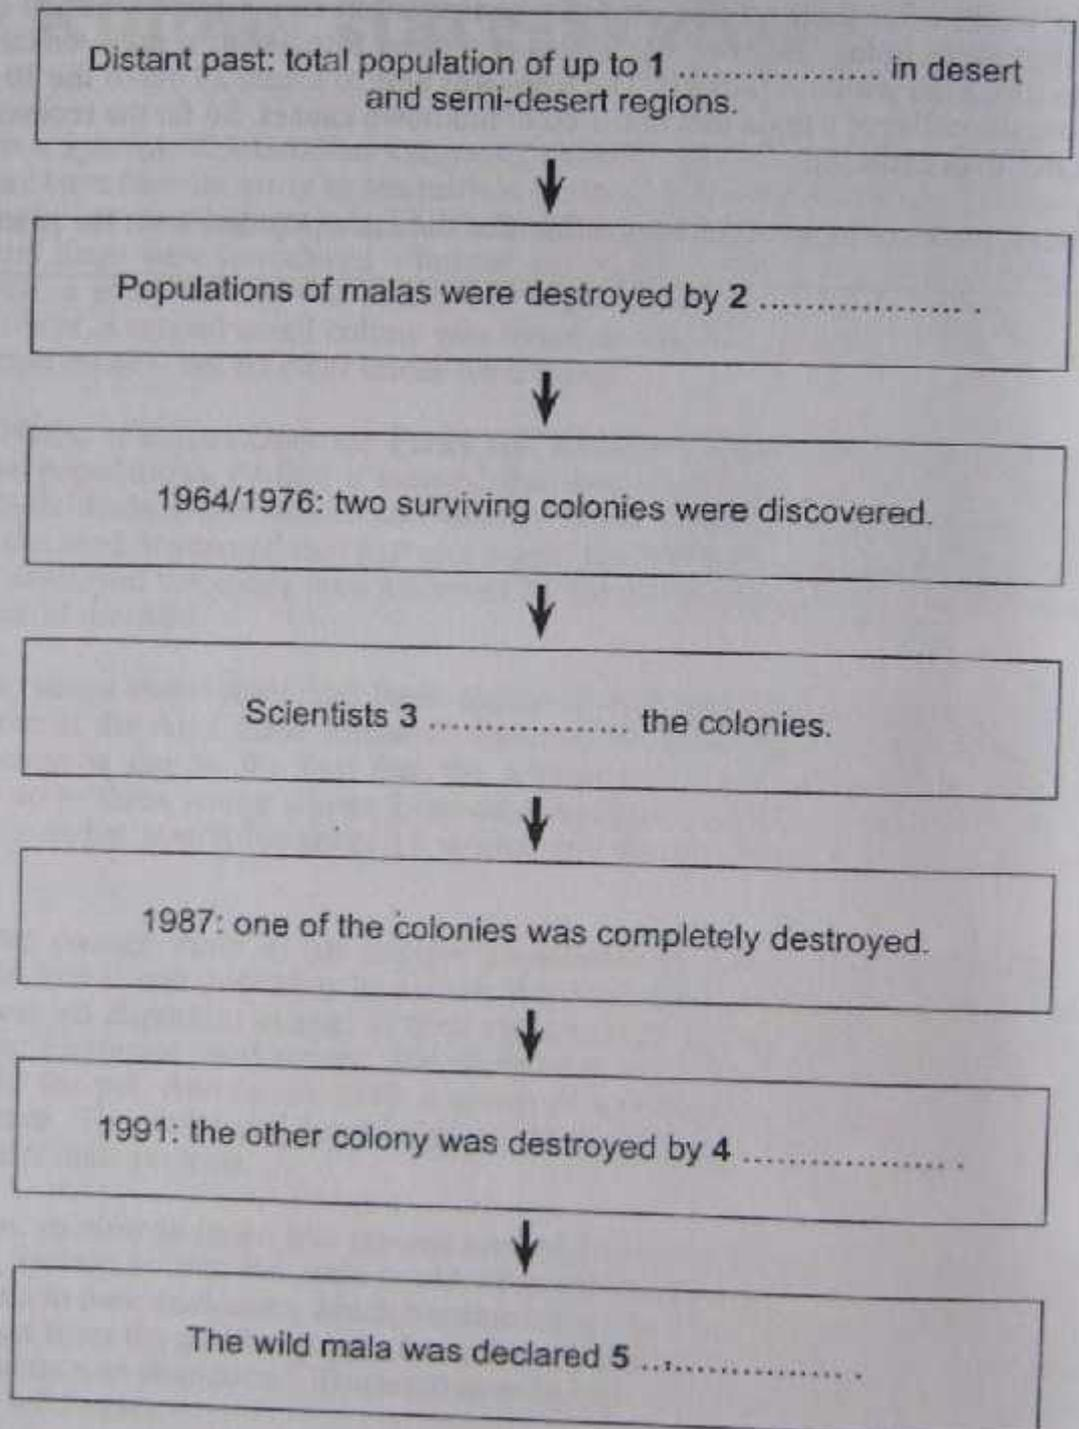 Distant past: total population of up to 1 .................. in desert
and semi-desert regions.
Populations of malas were destroyed by 2 .................. .
1964/1976: two surviving colonies were discovered.
Scientists 3 .................. the colonies.
1987: one of the colonies was completely destroyed.
1991: the other colony was destroyed by 4 .................. .
The wild mala was declared 5 .................. .